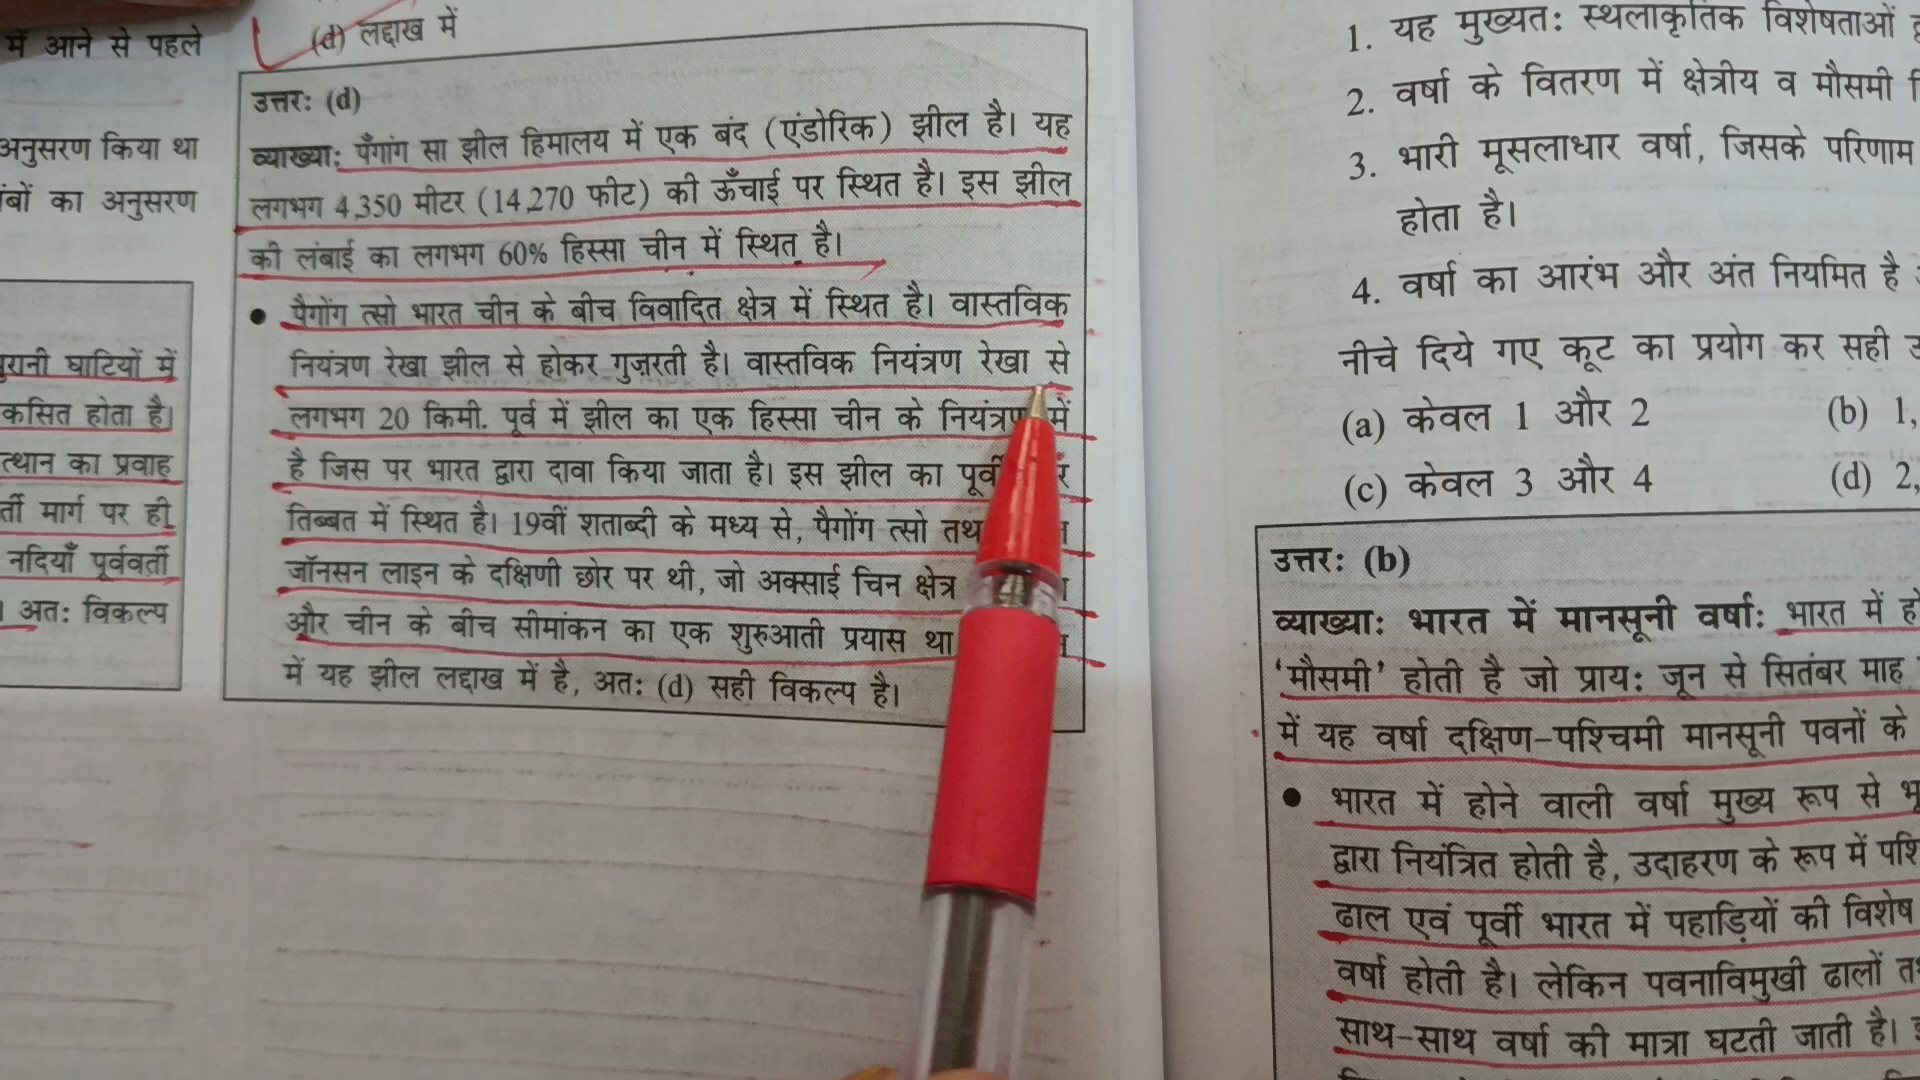 में आने से पहले
अनुसरण किया था
का अनुसरण
घाटियों में
कसित होता है।
त्थान का प्रवाह
र्ती मार्ग पर ही
नदियाँ पूर्ववर्ती
। अतः विकल्प
(d) लद्दाख में
उत्तरः (d)
व्याख्याः पैंगांग सा झील हिमालय में एक बंद (एंडोरिक) झील है। यह
लगभग 4,350 मीटर (14,270 फीट) की ऊँचाई पर स्थित है। इस झील
की लंबाई का लगभग 60% हिस्सा चीन में स्थित है।
● पैगोंग त्सो भारत चीन के बीच विवादित क्षेत्र में स्थित है। वास्तविक
नियंत्रण रेखा झील से होकर गुज़रती है। वास्तविक नियंत्रण रेखा से
लगभग 20 किमी. पूर्व में झील का एक हिस्सा चीन के नियंत्रण में
है जिस पर भारत द्वारा दावा किया जाता है। इस झील का पूर्वी
तिब्बत में स्थित है। 19वीं शताब्दी के मध्य से, पैगोंग त्सो
जॉनसन लाइन के दक्षिणी छोर पर थी, जो अक्साई चिन क्षेत्र
और चीन के बीच सीमांकन का एक शुरुआती प्रयास था
में यह झील लद्दाख में है, अतः (d) सही विकल्प है।
1. यह मुख्यतः स्थलाकृतिक विशेषताओं
2. वर्षा के वितरण में क्षेत्रीय व मौसमी
3. भारी मूसलाधार वर्षा, जिसके परिणाम
होता है।
4. वर्षा का आरंभ और अंत नियमित है
नीचे दिये गए कूट का प्रयोग कर सही
(a) केवल 1 और 2 (b) 1,
(c) केवल 3 और 4 (d) 2,
उत्तरः (b)
व्याख्याः भारत में मानसूनी वर्षाः भारत में
'मौसमी' होती है जो प्रायः जून से सितंबर माह
में यह वर्षा दक्षिण-पश्चिमी मानसूनी पवनों के
● भारत में होने वाली वर्षा मुख्य रूप से
द्वारा नियंत्रित होती है, उदाहरण के रूप में
ढाल एवं पूर्वी भारत में पहाड़ियों की विशेष
वर्षा होती है। लेकिन पवनाविमुखी ढालों
साथ-साथ वर्षा की मात्रा घटती जाती है।